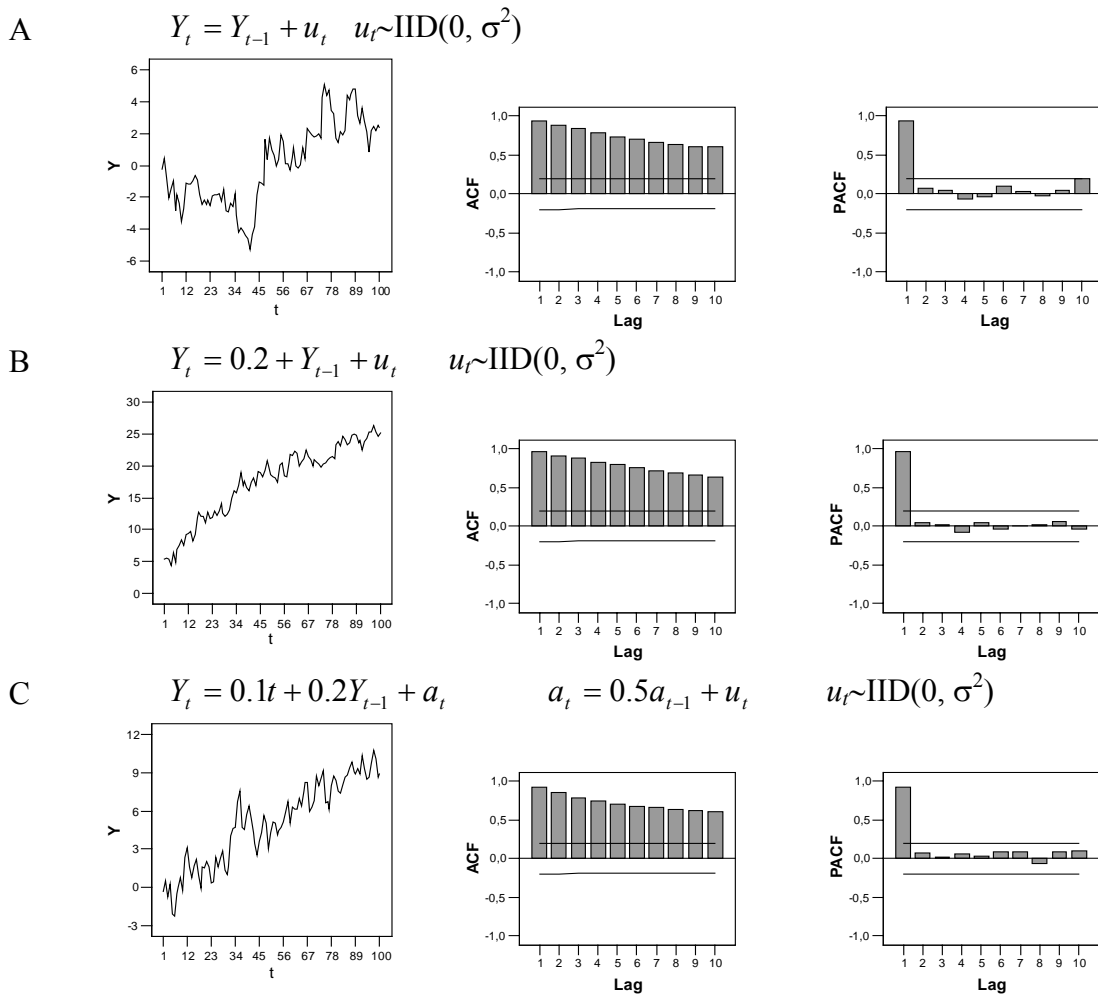 A Y_t = Y_{t-1} + u_t u_t~IID(0, σ²)
6
4
2
0
-2
-4
-6
Y
1 12 23 34 45 56 67 78 89 100
t
1,0
0,5
0,0
-0,5
-1,0
ACF
1 2 3 4 5 6 7 8 9 10
Lag
1,0
0,5
0,0
-0,5
-1,0
PACF
1 2 3 4 5 6 7 8 9 10
Lag
B Y_t = 0.2 + Y_{t-1} + u_t u_t~IID(0, σ²)
30
25
20
15
10
5
0
Y
1 12 23 34 45 56 67 78 89 100
t
1,0
0,5
0,0
-0,5
-1,0
ACF
1 2 3 4 5 6 7 8 9 10
Lag
1,0
0,5
0,0
-0,5
-1,0
PACF
1 2 3 4 5 6 7 8 9 10
Lag
C Y_t = 0.1t + 0.2Y_{t-1} + a_t a_t = 0.5a_{t-1} + u_t u_t~IID(0, σ²)
12
9
6
3
0
-3
Y
1 12 23 34 45 56 67 78 89 100
t
1,0
0,5
0,0
-0,5
-1,0
ACF
1 2 3 4 5 6 7 8 9 10
Lag
1,0
0,5
0,0
-0,5
-1,0
PACF
1 2 3 4 5 6 7 8 9 10
Lag